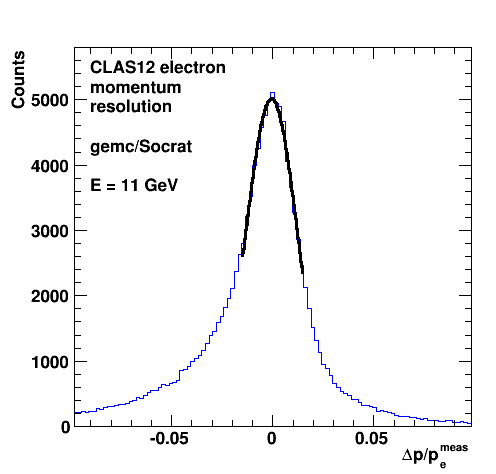 Counts
CLAS12 electron
momentum
resolution
gemc/Socrat
E = 11 GeV
5000
4000
3000
2000
1000
0
-0.05
0
0.05
Δp/p_e^meas